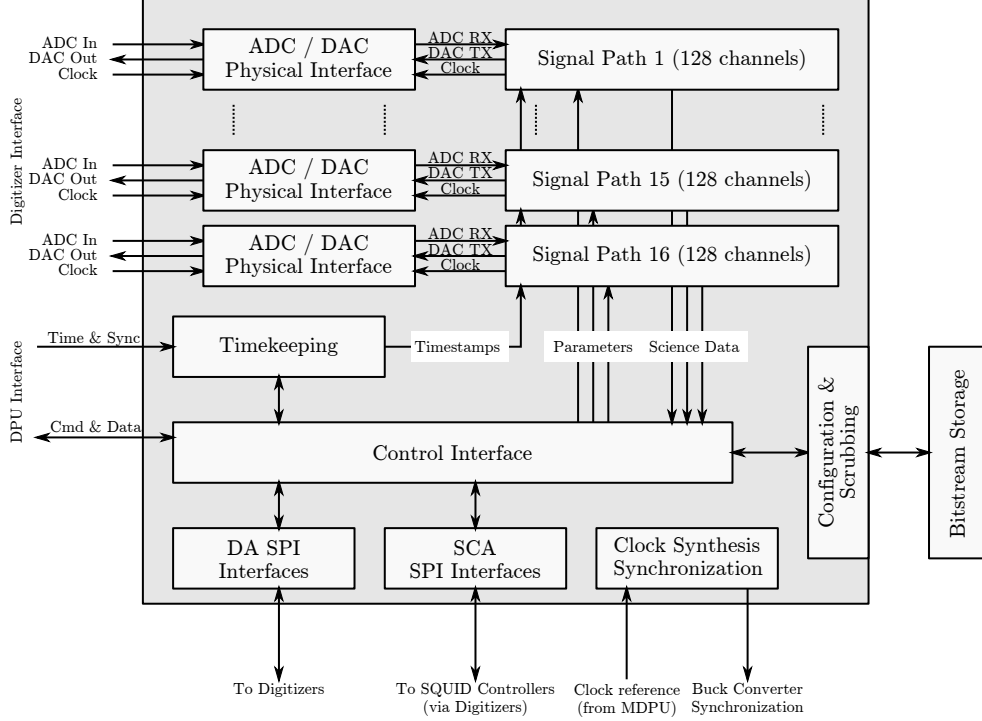 ADC In
DAC Out
Clock
ADC / DAC
Physical Interface
ADC RX
DAC TX
Clock
Signal Path 1 (128 channels)
Digitizer Interface
ADC In
DAC Out
Clock
ADC / DAC
Physical Interface
ADC RX
DAC TX
Clock
Signal Path 15 (128 channels)
ADC In
DAC Out
Clock
ADC / DAC
Physical Interface
ADC RX
DAC TX
Clock
Signal Path 16 (128 channels)
DPU Interface
Time & Sync
Timekeeping
Timestamps
Parameters
Science Data
Cmd & Data
Control Interface
Configuration &
Scrubbing
Bitstream Storage
DA SPI
Interfaces
SCA
SPI Interfaces
Clock Synthesis
Synchronization
To Digitizers
To SQUID Controllers
(via Digitizers)
Clock reference
(from MDPU)
Buck Converter
Synchronization